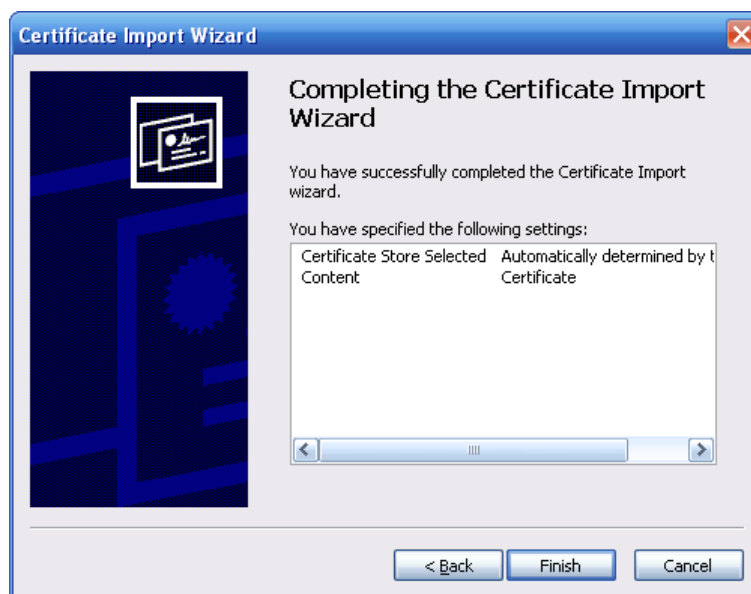 Certificate Import Wizard
Completing the Certificate Import
Wizard
You have successfully completed the Certificate Import
wizard.
You have specified the following settings:
Certificate Store Selected Automatically determined by t
Content Certificate
< Back Finish Cancel